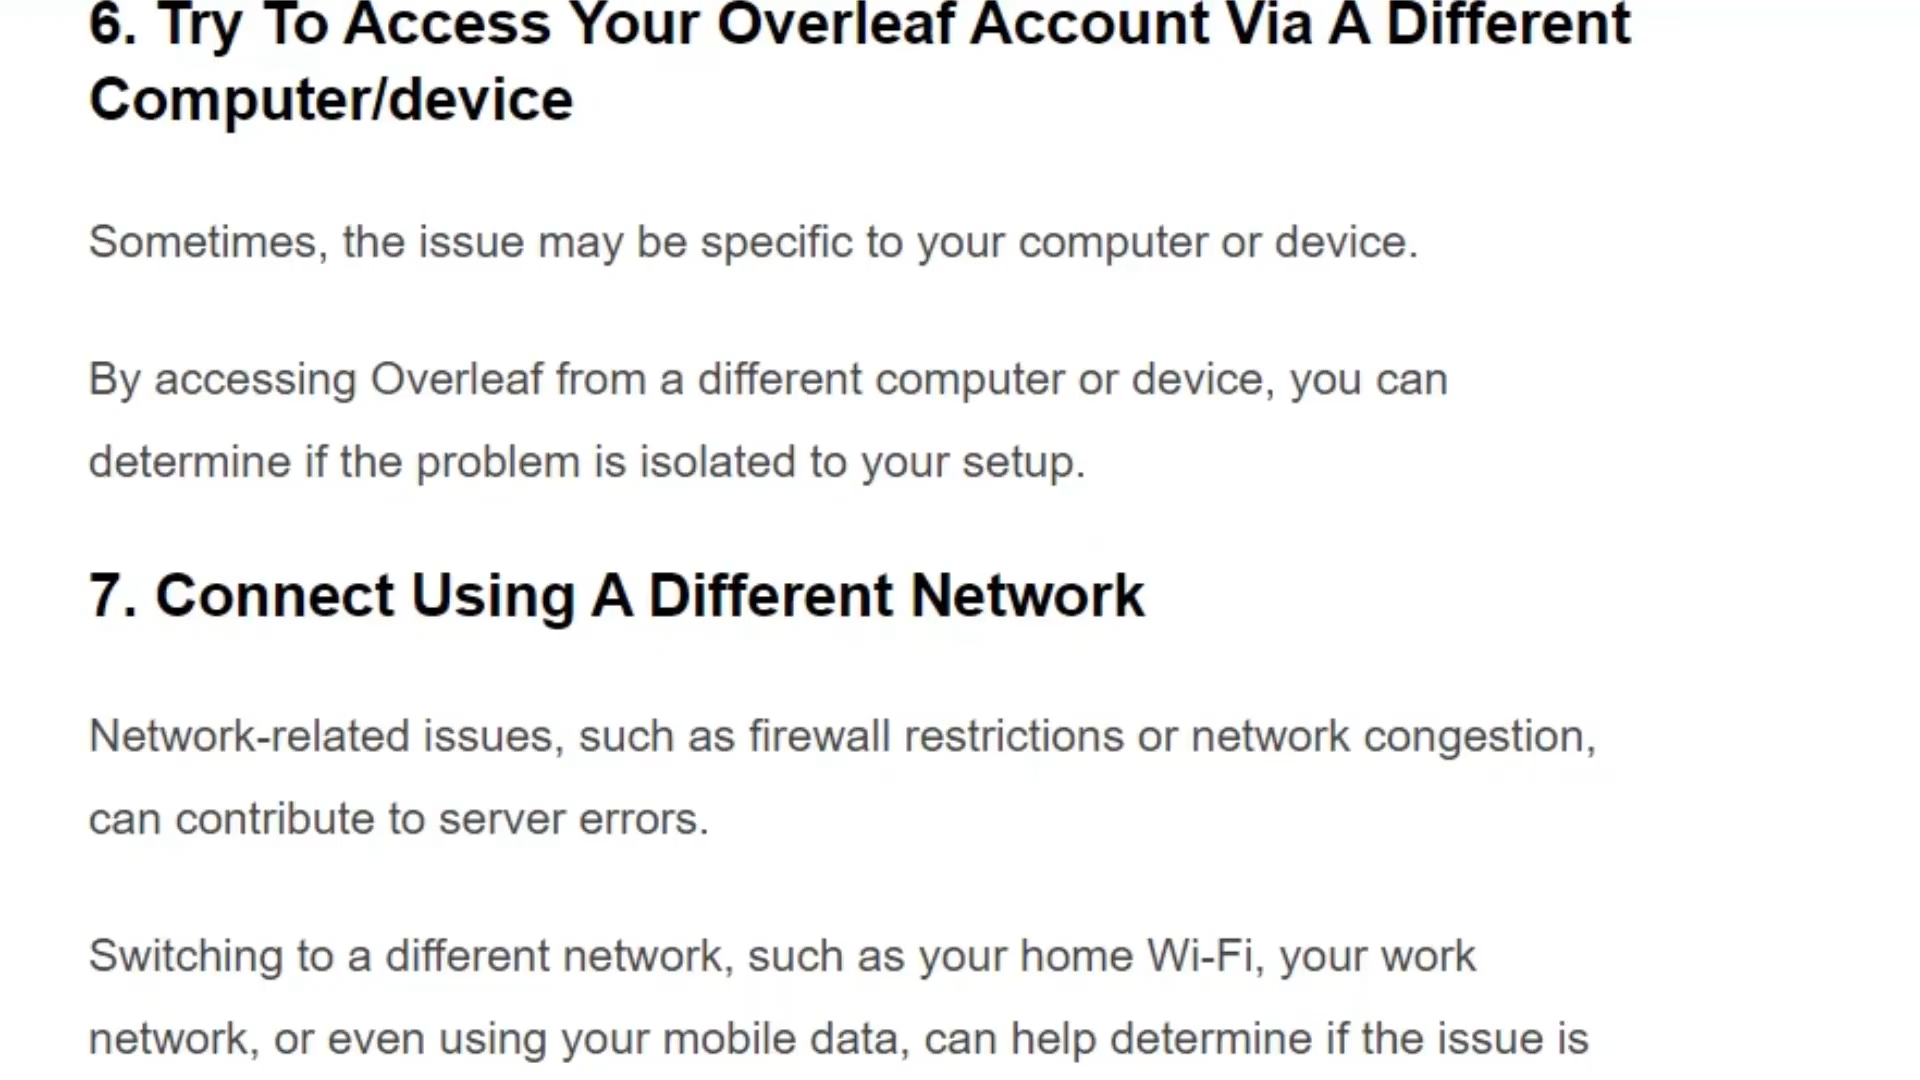 6. Try To Access Your Overleaf Account Via A Different
Computer/device
Sometimes, the issue may be specific to your computer or device.
By accessing Overleaf from a different computer or device, you can
determine if the problem is isolated to your setup.
7. Connect Using A Different Network
Network-related issues, such as firewall restrictions or network congestion,
can contribute to server errors.
Switching to a different network, such as your home Wi-Fi, your work
network, or even using your mobile data, can help determine if the issue is